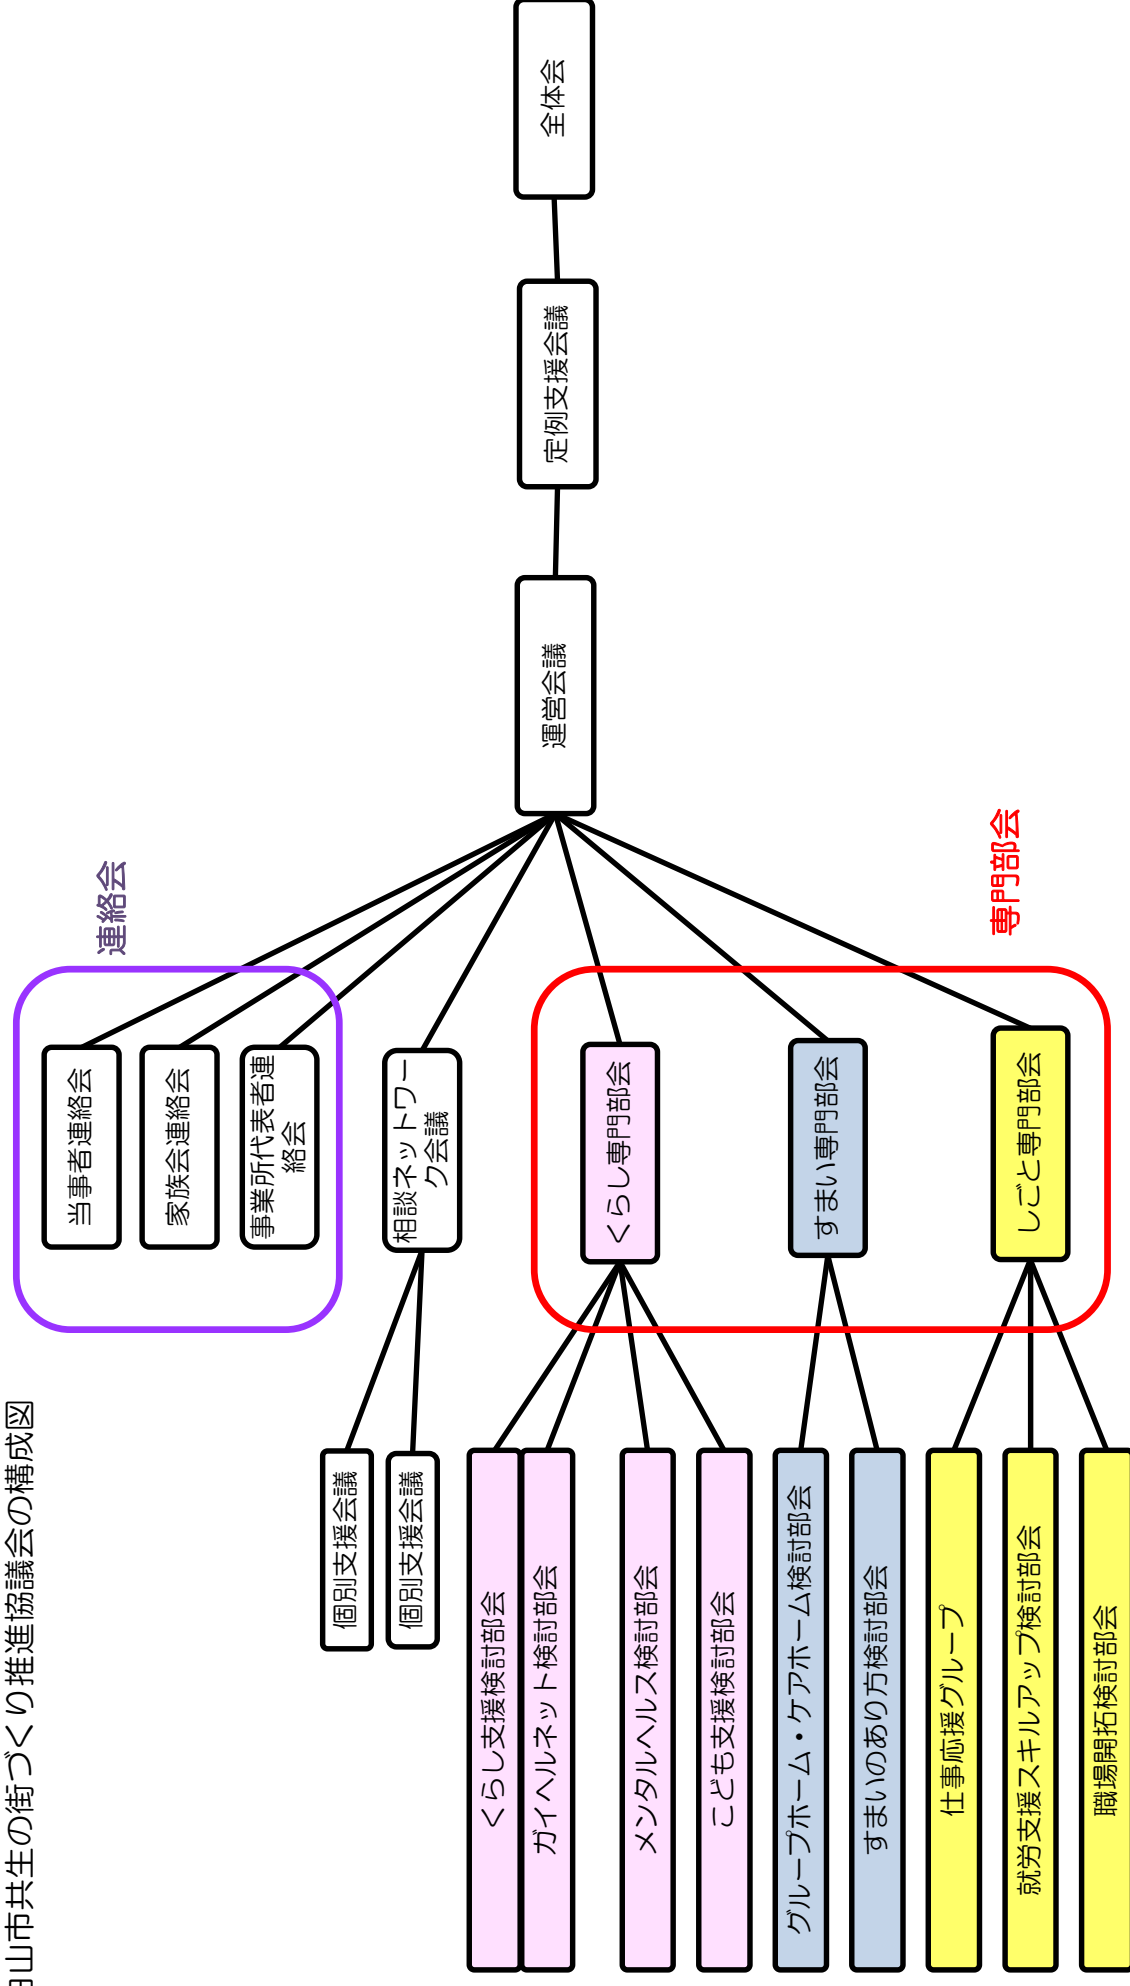 山市共生の街づくり推進協議会の構成図
連絡会
当事者連絡会
家族会連絡会
事業所代表者連
絡会
相談ネットワー
ク会議
個別支援会議
個別支援会議
全体会
定例支援会議
運営会議
専門部会
くらし専門部会
すまい専門部会
しごと専門部会
くらし支援検討部会
ガイヘルネット検討部会
メンタルヘルス検討部会
こども支援検討部会
グループホーム・ケアホーム検討部会
すまいのあり方検討部会
仕事応援グループ
就労支援スキルアップ検討部会
職場開拓検討部会